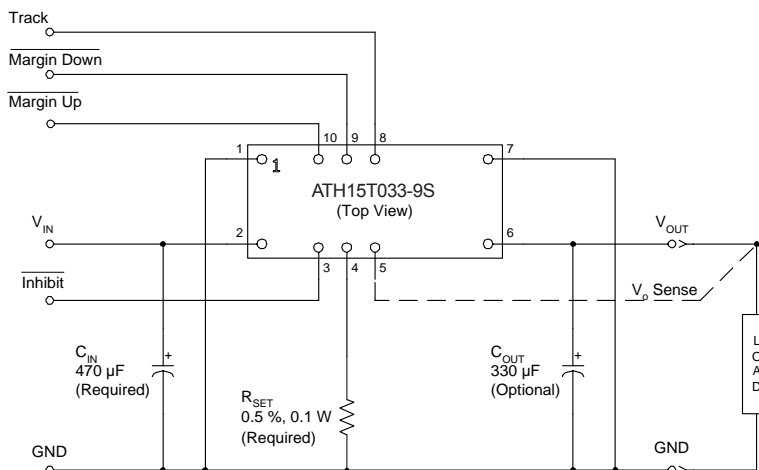 Track
Margin Down
Margin Up
10 9 8
1 7
1
ATH15T033-9S
(Top View)
V_IN
2 6
V_OUT
3 4 5
Inhibit
V_o Sense
C_IN
470 µF
(Required)
R_SET
0.5 %, 0.1 W
(Required)
C_OUT
330 µF
(Optional)
+
+
LOAD
GND
GND